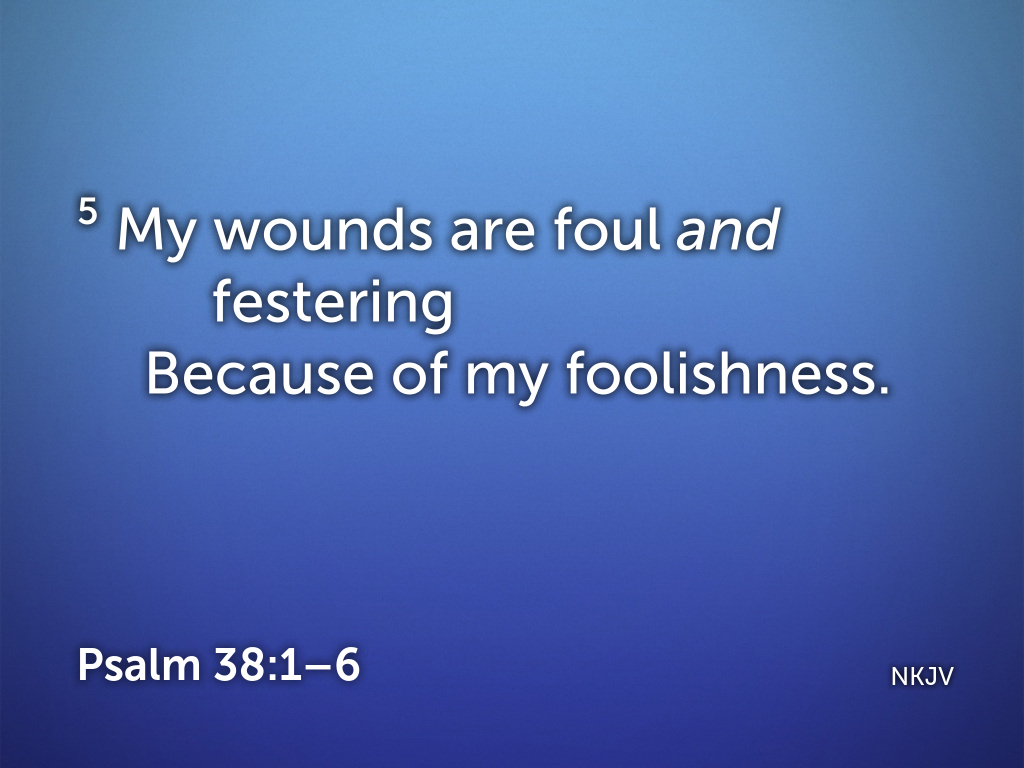 5 My wounds are foul and
festering
Because of my foolishness.
Psalm 38:1–6
NKJV